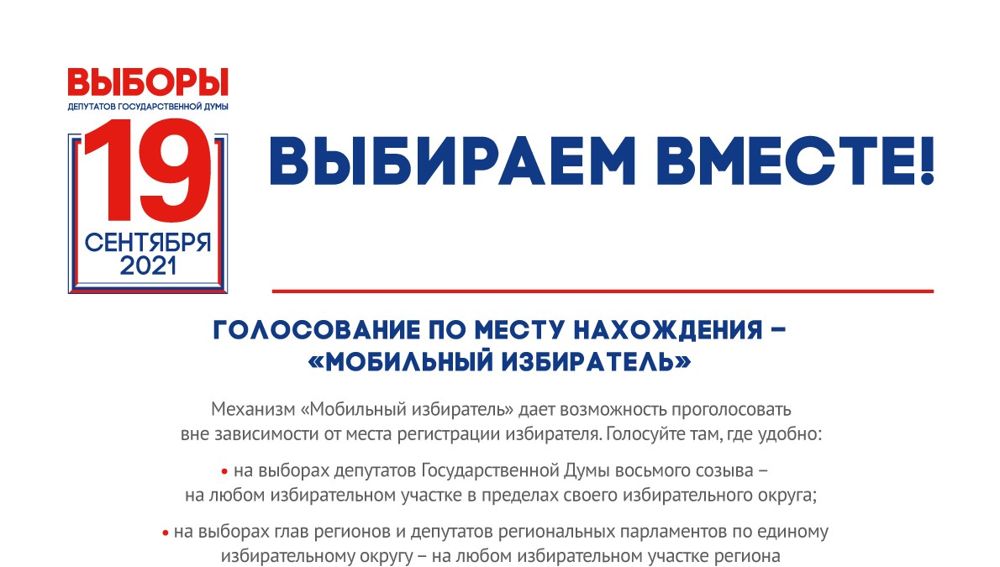 ВЫБОРЫ
ДЕПУТАТОВ ГОСУДАРСТВЕННОЙ ДУМЫ
19
СЕНТЯБРЯ
2021
ВЫБИРАЕМ ВМЕСТЕ!
ГОЛОСОВАНИЕ ПО МЕСТУ НАХОЖДЕНИЯ –
«МОБИЛЬНЫЙ ИЗБИРАТЕЛЬ»
Механизм «Мобильный избиратель» дает возможность проголосовать
вне зависимости от места регистрации избирателя. Голосуйте там, где удобно:
• на выборах депутатов Государственной Думы восьмого созыва –
на любом избирательном участке в пределах своего избирательного округа;
• на выборах глав регионов и депутатов региональных парламентов по единому
избирательному округу – на любом избирательном участке региона